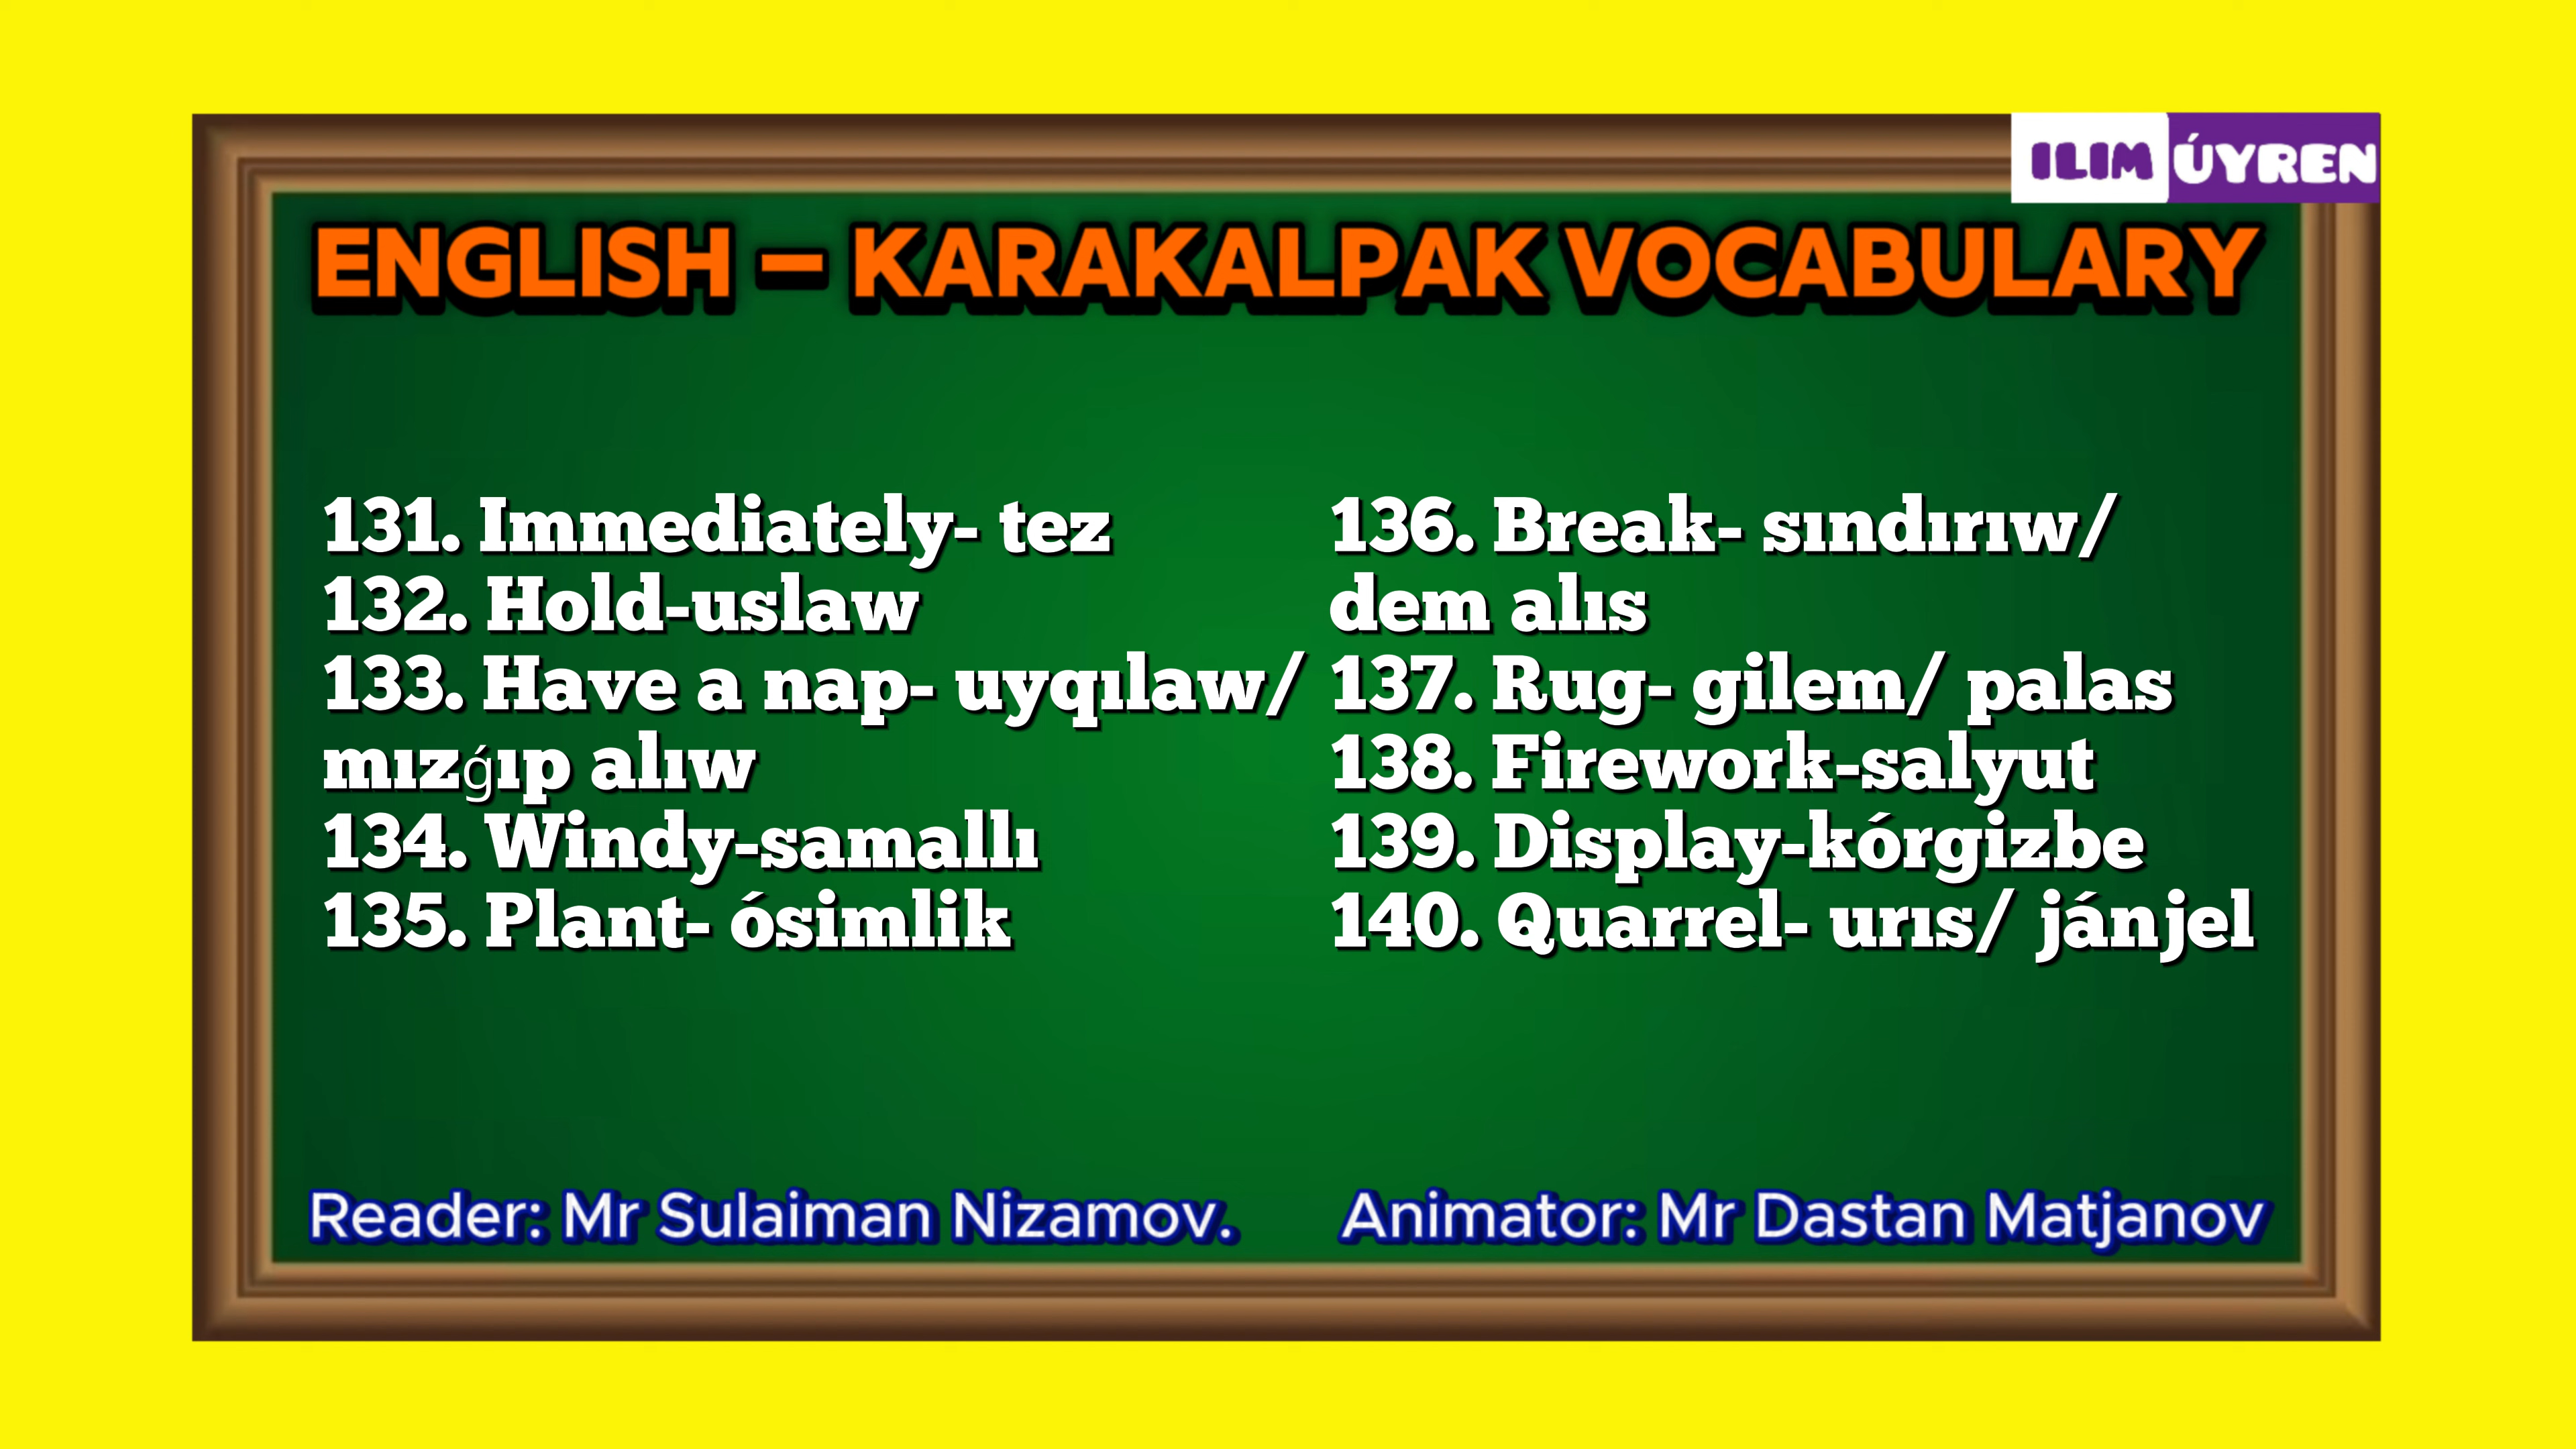 ILIM ÚYREN
ENGLISH – KARAKALPAK VOCABULARY
131. Immediately- tez
132. Hold-uslaw
133. Have a nap- uyqılaw/
mızǵıp alıw
134. Windy-samallı
135. Plant- ósimlik
136. Break- sındırıw/
dem alıs
137. Rug- gilem/ palas
138. Firework-salyut
139. Display-kórgizbe
140. Quarrel- urıs/ jánjel
Reader: Mr Sulaiman Nizamov.
Animator: Mr Dastan Matjanov